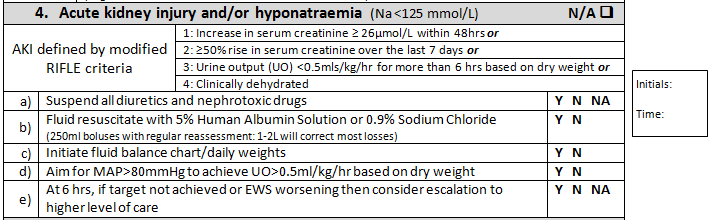 4. Acute kidney injury and/or hyponatraemia (Na<125 mmol/L) N/A ☐
AKI defined by modified RIFLE criteria
1: Increase in serum creatinine ≥ 26µmol/L within 48hrs or
2: ≥50% rise in serum creatinine over the last 7 days or
3: Urine output (UO) <0.5mls/kg/hr for more than 6 hrs based on dry weight or
4: Clinically dehydrated
a) Suspend all diuretics and nephrotoxic drugs Y N NA
b) Fluid resuscitate with 5% Human Albumin Solution or 0.9% Sodium Chloride Y N
(250ml boluses with regular reassessment: 1-2L will correct most losses)
c) Initiate fluid balance chart/daily weights Y N
d) Aim for MAP>80mmHg to achieve UO>0.5ml/kg/hr based on dry weight Y N
e) At 6 hrs, if target not achieved or EWS worsening then consider escalation to Y N NA
higher level of care
Initials:
Time: